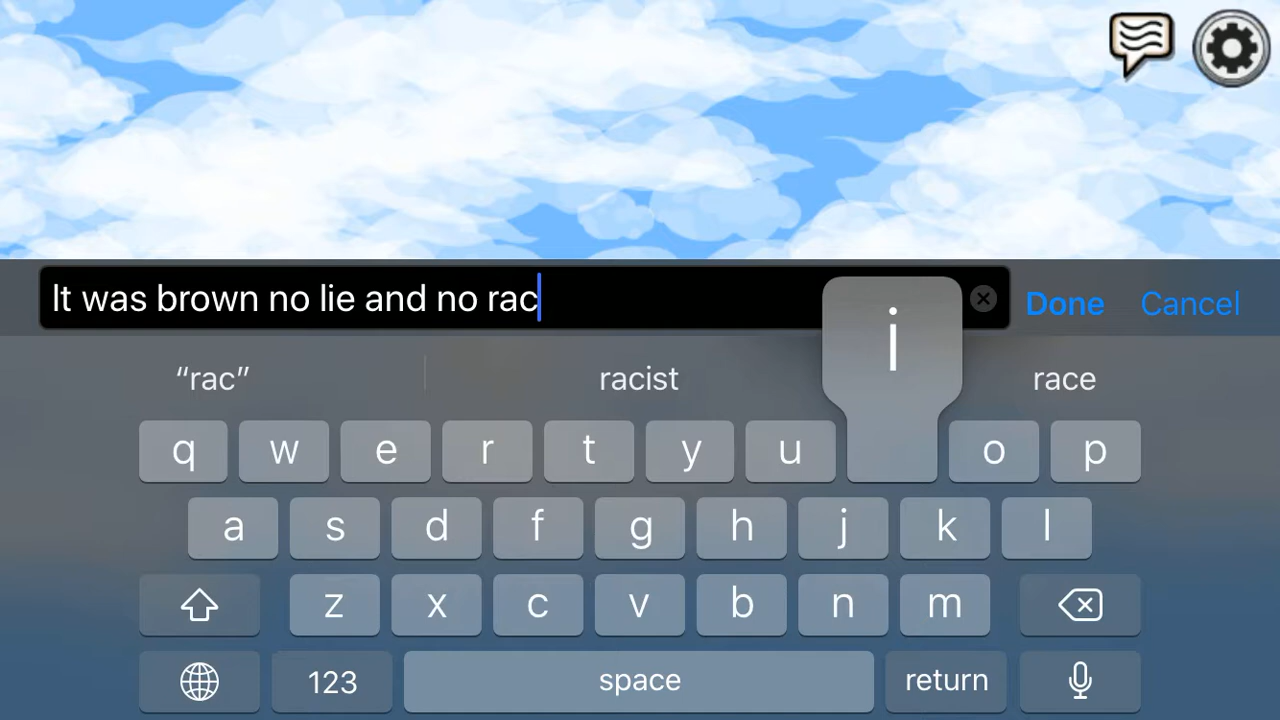 It was brown no lie and no rac
Done
Cancel
“rac”
racist
race
i
q w e r t y u o p
a s d f g h j k l
z x c v b n m
123
space
return